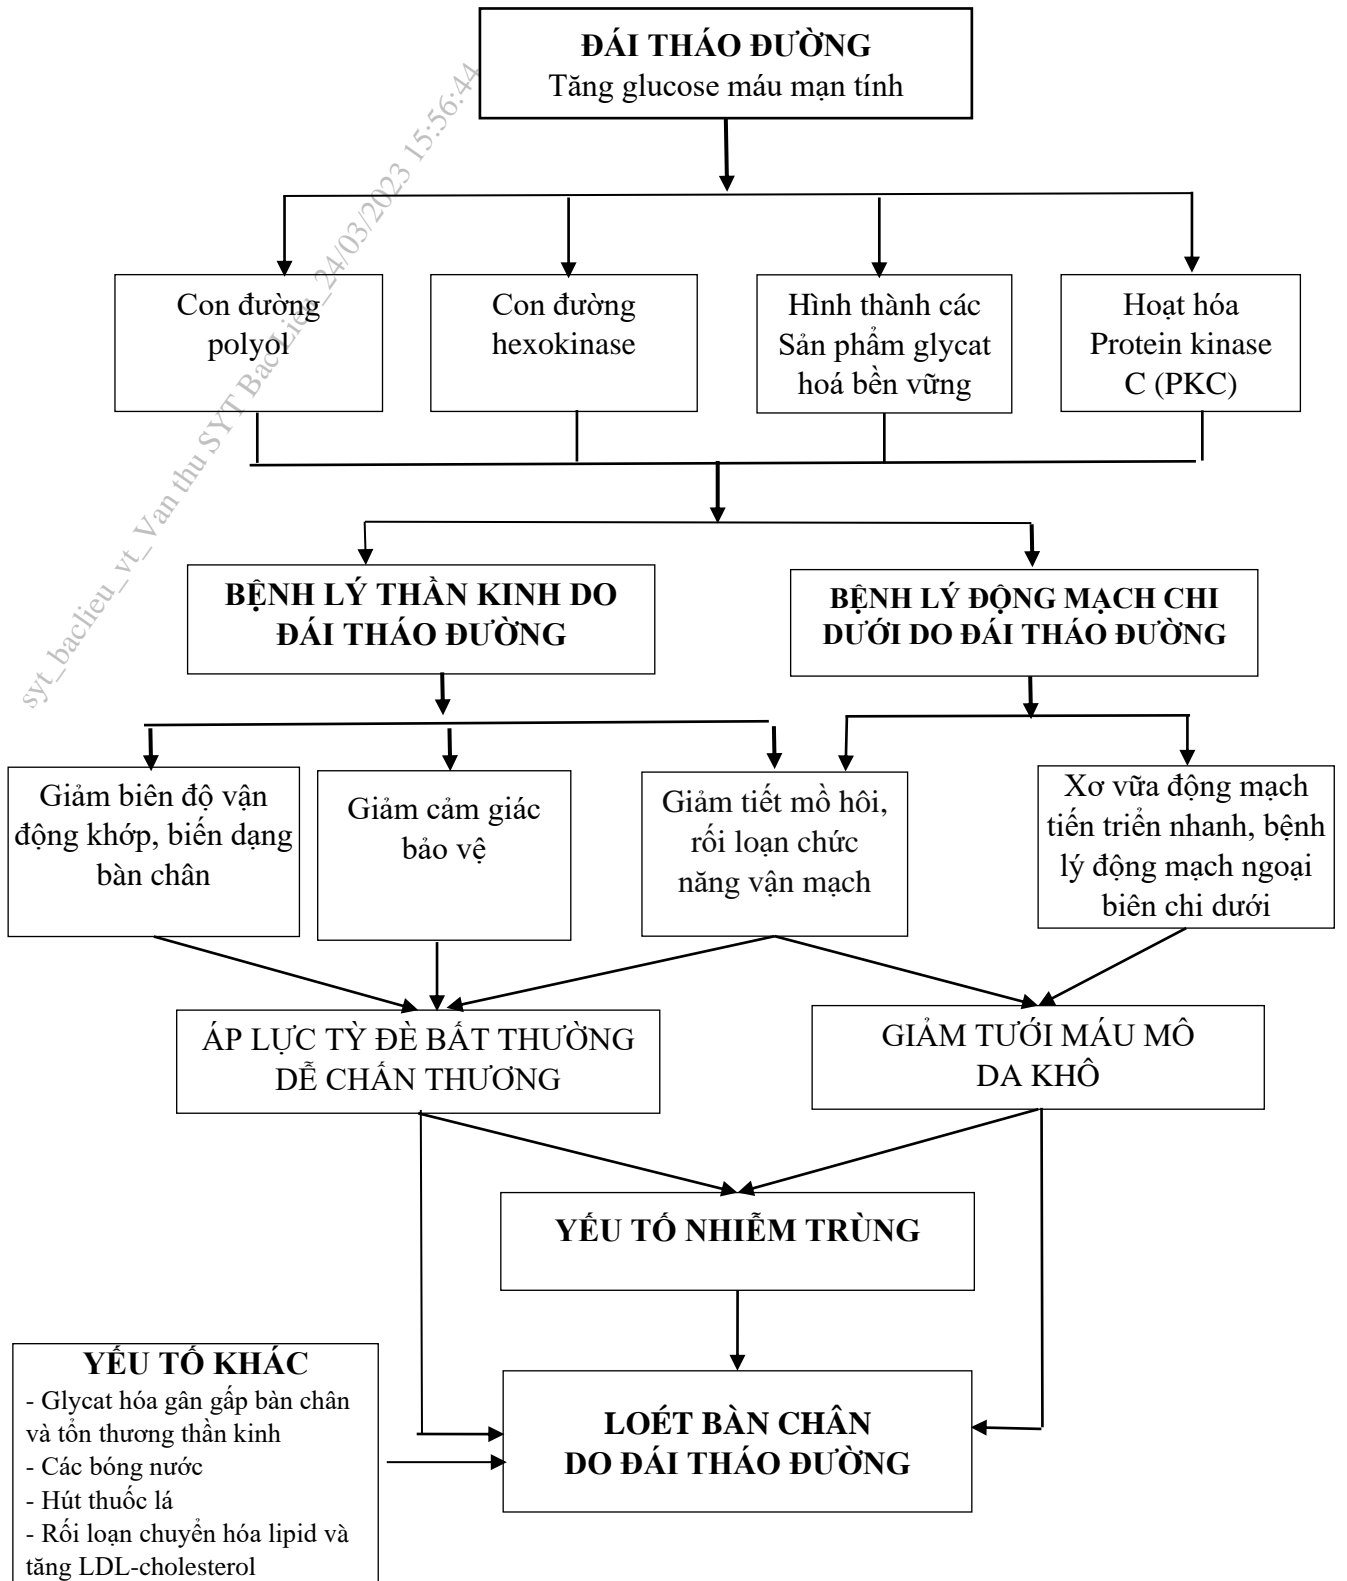 ĐÁI THÁO ĐƯỜNG
Tăng glucose máu mạn tính
syt_baclieu_vt_Van thu SYT Bac Lieu_24/03/2023 15:56:44
Con đường
polyol
Con đường
hexokinase
Hình thành các
Sản phẩm glycat
hoá bền vững
Hoạt hóa
Protein kinase
C (PKC)
BỆNH LÝ THẦN KINH DO
ĐÁI THÁO ĐƯỜNG
BỆNH LÝ ĐỘNG MẠCH CHI
DƯỚI DO ĐÁI THÁO ĐƯỜNG
Giảm biên độ vận
động khớp, biến dạng
bàn chân
Giảm cảm giác
bảo vệ
Giảm tiết mồ hôi,
rối loạn chức
năng vận mạch
Xơ vữa động mạch
tiến triển nhanh, bệnh
lý động mạch ngoại
biên chi dưới
ÁP LỰC TỲ ĐÈ BẤT THƯỜNG
DỄ CHẤN THƯƠNG
GIẢM TƯỚI MÁU MÔ
DA KHÔ
YẾU TỐ NHIỄM TRÙNG
YẾU TỐ KHÁC
- Glycat hóa gân gấp bàn chân
và tổn thương thần kinh
- Các bóng nước
- Hút thuốc lá
- Rối loạn chuyển hóa lipid và
tăng LDL-cholesterol
LOÉT BÀN CHÂN
DO ĐÁI THÁO ĐƯỜNG